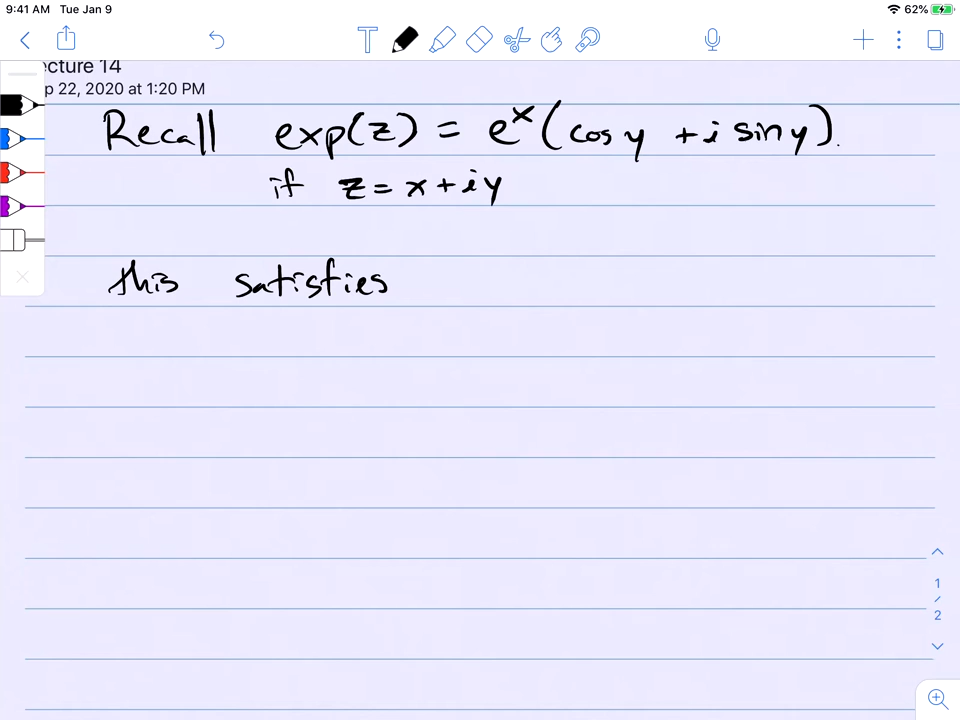 9:41 AM Tue Jan 9
62%
ecture 14
p 22, 2020 at 1:20 PM
Recall exp(z) = e^x (cos y + i sin y).
if z = x + i y
this satisfies
1
/
2